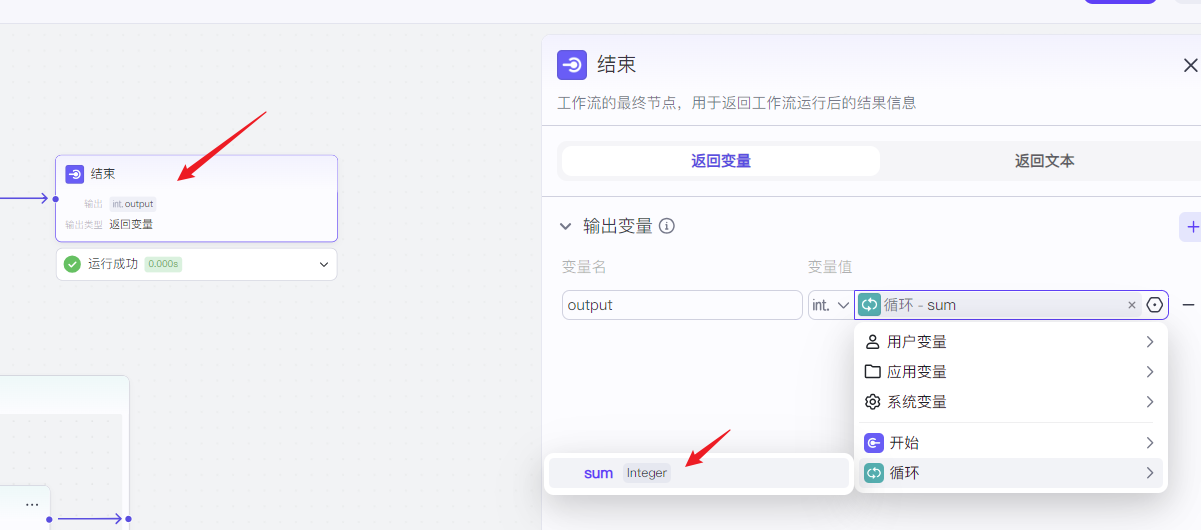 结束
输出 int. output
输出类型 返回变量
运行成功 0.000s
...
结束
工作流的最终节点，用于返回工作流运行后的结果信息
返回变量 返回文本
输出变量
变量名 变量值
output int. 循环 - sum
用户变量
应用变量
系统变量
开始
循环
sum Integer